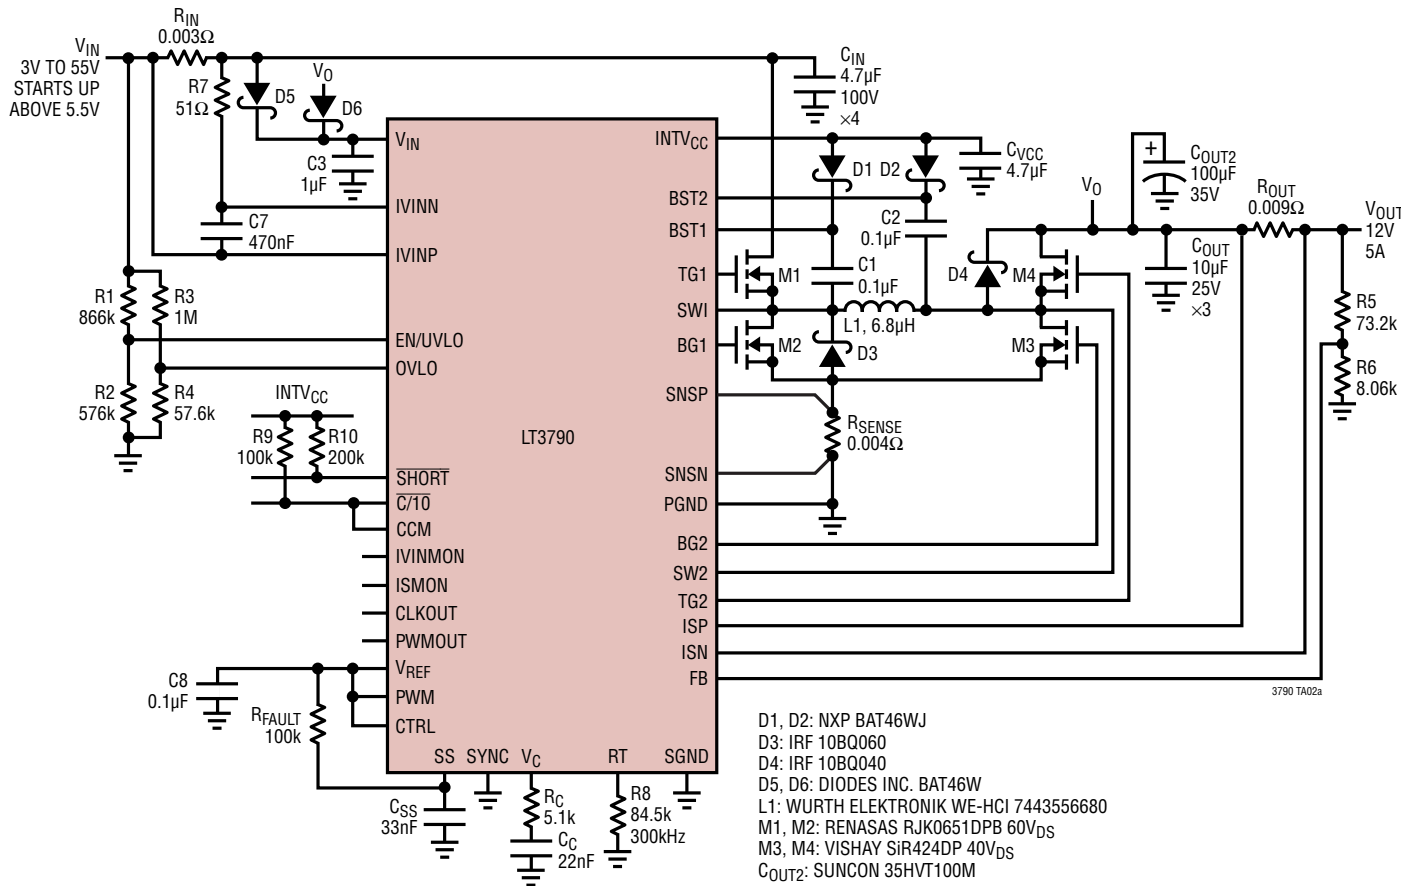 RIN
0.003Ω
VIN
3V TO 55V
STARTS UP
ABOVE 5.5V
R7
51Ω
D5
VO
D6
C3
1µF
C7
470nF
R1
866k
R3
1M
R2
576k
R4
57.6k
INTVCC
R9
100k
R10
200k
C8
0.1µF
RFAULT
100k
LT3790
VIN
IVINN
IVINP
EN/UVLO
OVLO
SHORT
C/10
CCM
IVINMON
ISMON
CLKOUT
PWMOUT
VREF
PWM
CTRL
SS
SYNC
VC
RT
SGND
INTVCC
BST2
BST1
TG1
SWI
BG1
SNSP
SNSN
PGND
BG2
SW2
TG2
ISP
ISN
FB
CSS
33nF
RC
5.1k
CC
22nF
R8
84.5k
300kHz
CIN
4.7µF
100V
×4
D1
D2
CVCC
4.7µF
C2
0.1µF
C1
0.1µF
M1
M2
L1, 6.8µH
D3
D4
M4
M3
RSENSE
0.004Ω
VO
+
COUT2
100µF
35V
COUT
10µF
25V
×3
ROUT
0.009Ω
VOUT
12V
5A
R5
73.2k
R6
8.06k
3790 TA02a
D1, D2: NXP BAT46WJ
D3: IRF 10BQ060
D4: IRF 10BQ040
D5, D6: DIODES INC. BAT46W
L1: WURTH ELEKTRONIK WE-HCI 7443556680
M1, M2: RENASAS RJK0651DPB 60VDS
M3, M4: VISHAY SiR424DP 40VDS
COUT2: SUNCON 35HVT100M